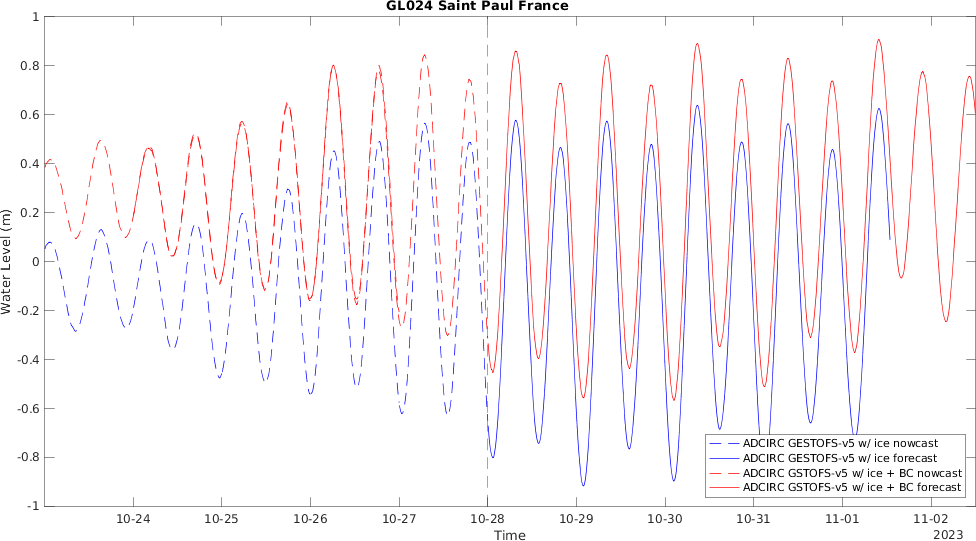 GL024 Saint Paul France
1
0.8
0.6
0.4
0.2
0
-0.2
-0.4
-0.6
-0.8
-1
Water Level (m)
ADCIRC GESTOFS-v5 w/ ice nowcast
ADCIRC GESTOFS-v5 w/ ice forecast
ADCIRC GSTOFS-v5 w/ ice + BC nowcast
ADCIRC GSTOFS-v5 w/ ice + BC forecast
10-24 10-25 10-26 10-27 10-28 10-29 10-30 10-31 11-01 11-02
Time
2023